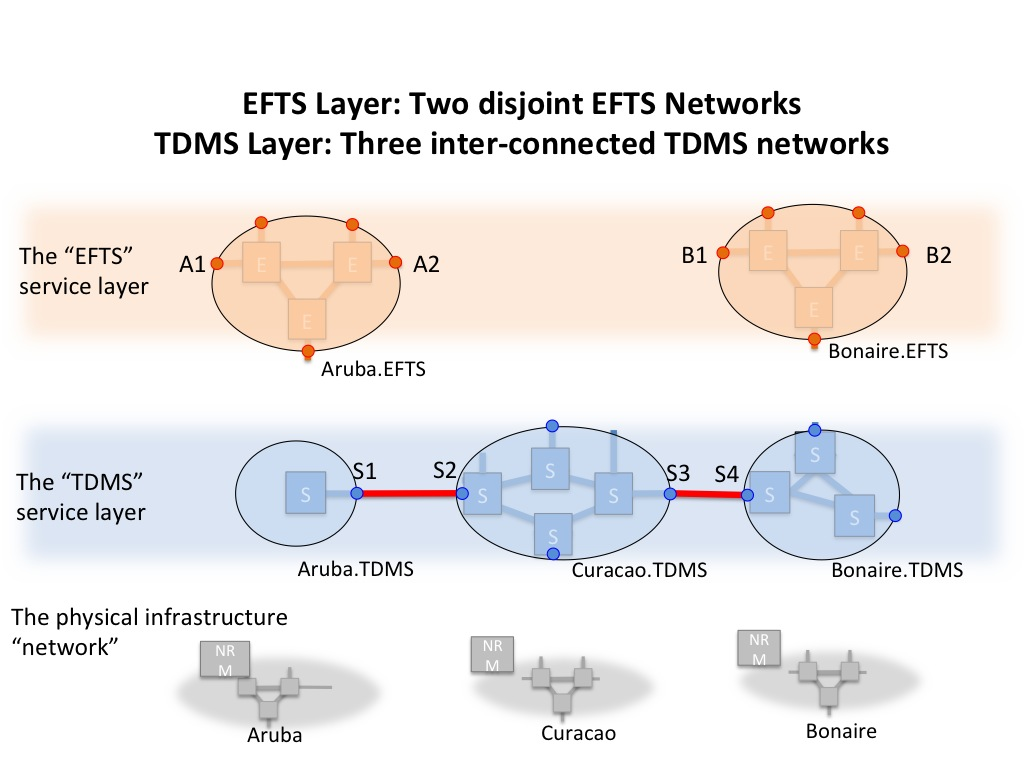 EFTS Layer: Two disjoint EFTS Networks
TDMS Layer: Three inter-connected TDMS networks
The “EFTS”
service layer
A1
E
E
A2
E
Aruba.EFTS
B1
E
E
B2
E
Bonaire.EFTS
The “TDMS”
service layer
S
S1
Aruba.TDMS
S2
S
S
S
S
S3
Curacao.TDMS
S4
S
S
S
Bonaire.TDMS
The physical infrastructure
“network”
NR
M
Aruba
NR
M
Curacao
NR
M
Bonaire